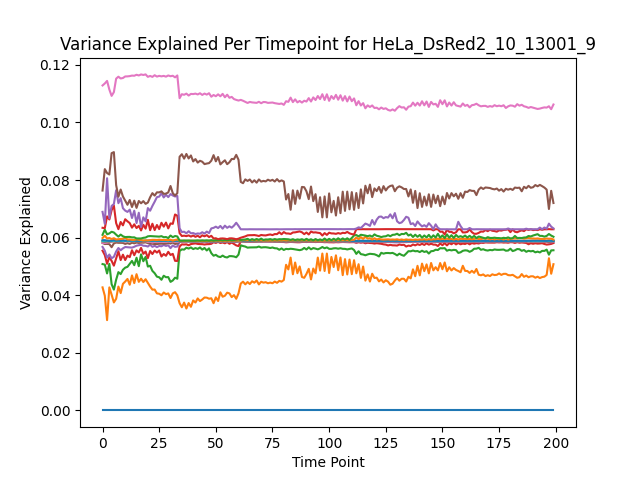 Variance Explained Per Timepoint for HeLa_DsRed2_10_13001_9
0.12
0.10
0.08
0.06
0.04
0.02
0.00
Variance Explained
0 25 50 75 100 125 150 175 200
Time Point